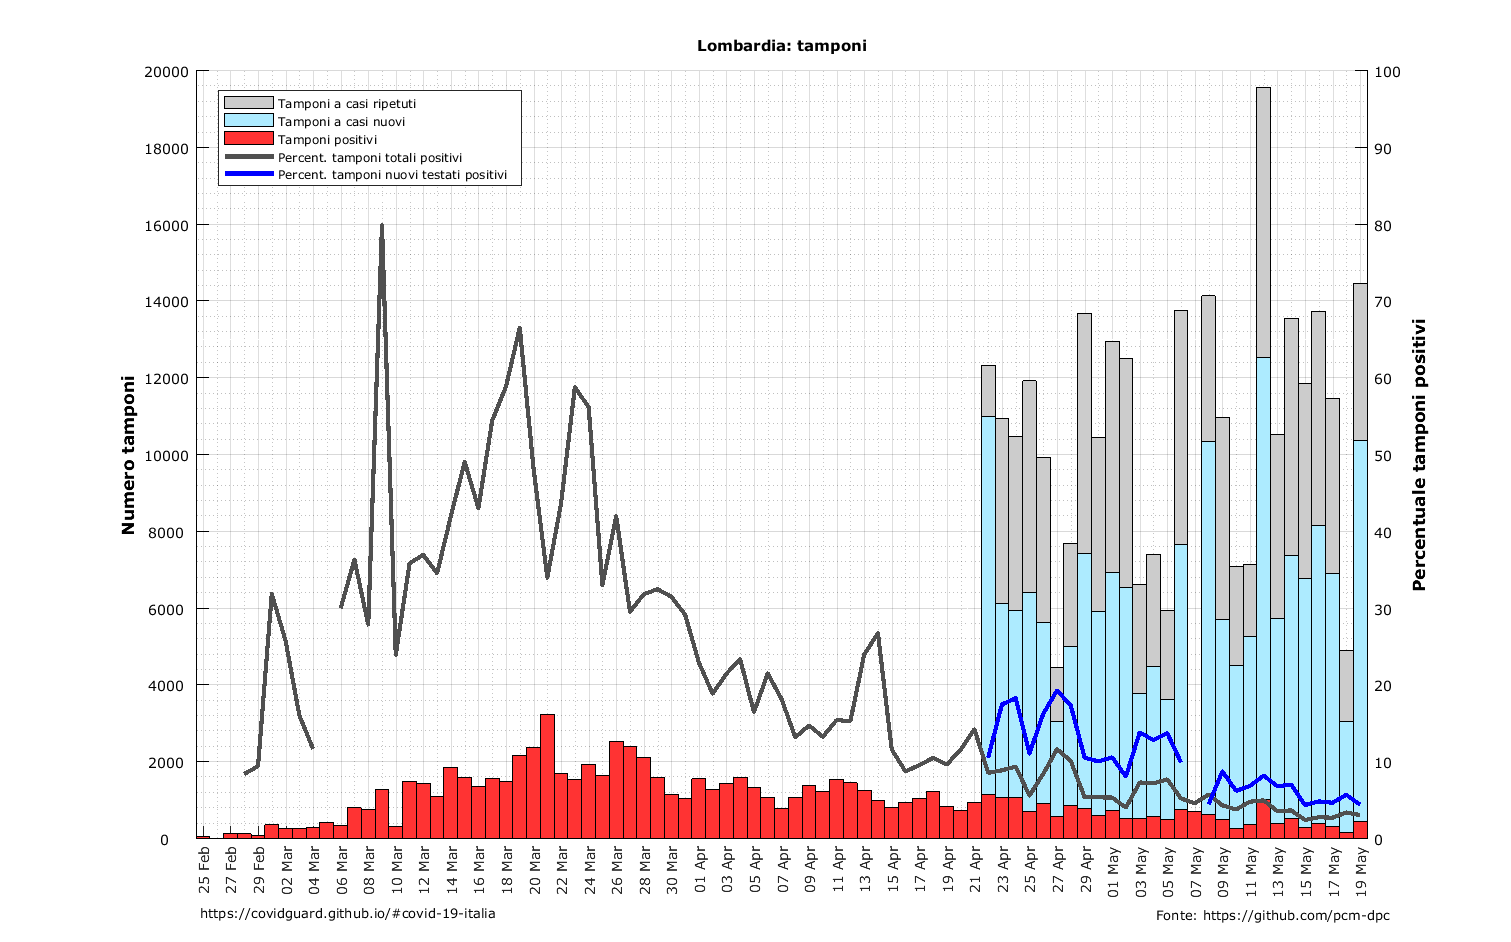 Lombardia: tamponi
Tamponi a casi ripetuti
Tamponi a casi nuovi
Tamponi positivi
Percent. tamponi totali positivi
Percent. tamponi nuovi testati positivi
Numero tamponi
20000
18000
16000
14000
12000
10000
8000
6000
4000
2000
0
Percentuale tamponi positivi
100
90
80
70
60
50
40
30
20
10
0
25 Feb
27 Feb
29 Feb
02 Mar
04 Mar
06 Mar
08 Mar
10 Mar
12 Mar
14 Mar
16 Mar
18 Mar
20 Mar
22 Mar
24 Mar
26 Mar
28 Mar
30 Mar
01 Apr
03 Apr
05 Apr
07 Apr
09 Apr
11 Apr
13 Apr
15 Apr
17 Apr
19 Apr
21 Apr
23 Apr
25 Apr
27 Apr
29 Apr
01 May
03 May
05 May
07 May
09 May
11 May
13 May
15 May
17 May
19 May
https://covidguard.github.io/#covid-19-italia
Fonte: https://github.com/pcm-dpc